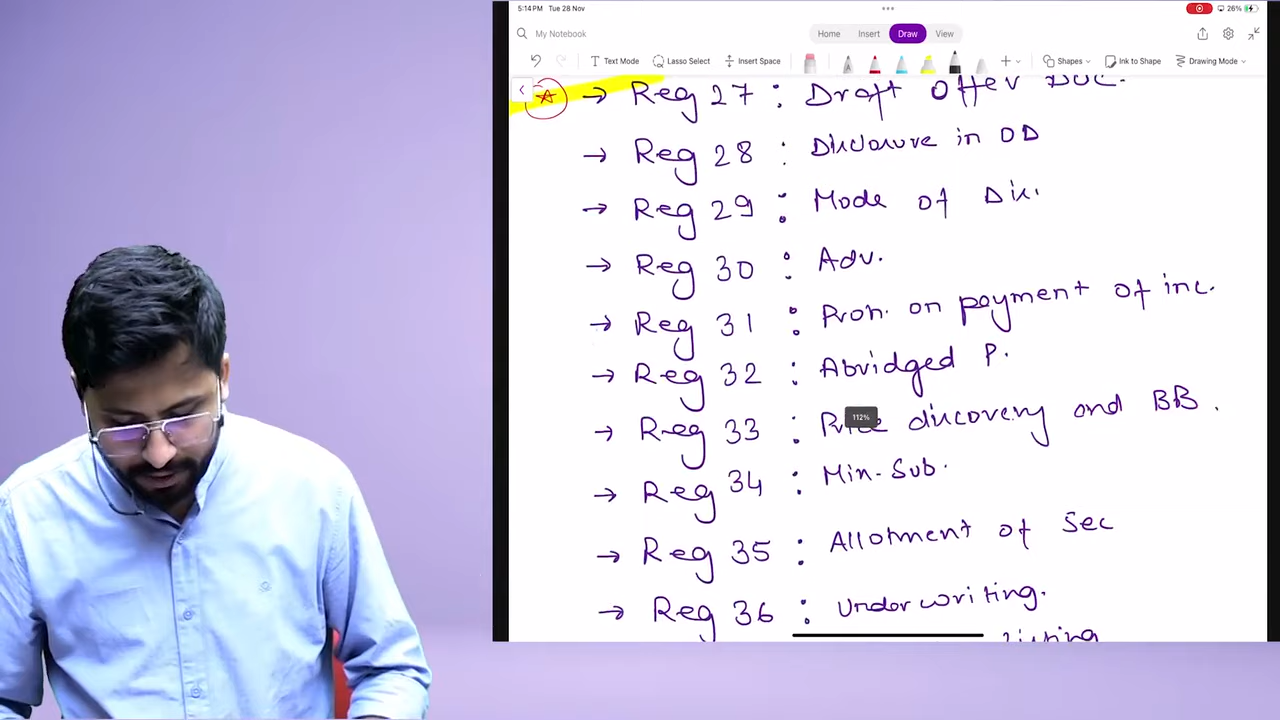 5:14 PM Tue 28 Nov
26%
My Notebook
Home Insert Draw View
Text Mode Lasso Select Insert Space Shapes Ink to Shape Drawing Mode
→ Reg 27 : Draft Offer Doc.
→ Reg 28 : Disclosure in OD
→ Reg 29 : Mode of Dis.
→ Reg 30 : Adv.
→ Reg 31 : Proh. on payment of inc.
→ Reg 32 : Abridged P.
→ Reg 33 : Price discovery and BB.
112%
→ Reg 34 : Min-Sub.
→ Reg 35 : Allotment of Sec
→ Reg 36 : Underwriting.
listing